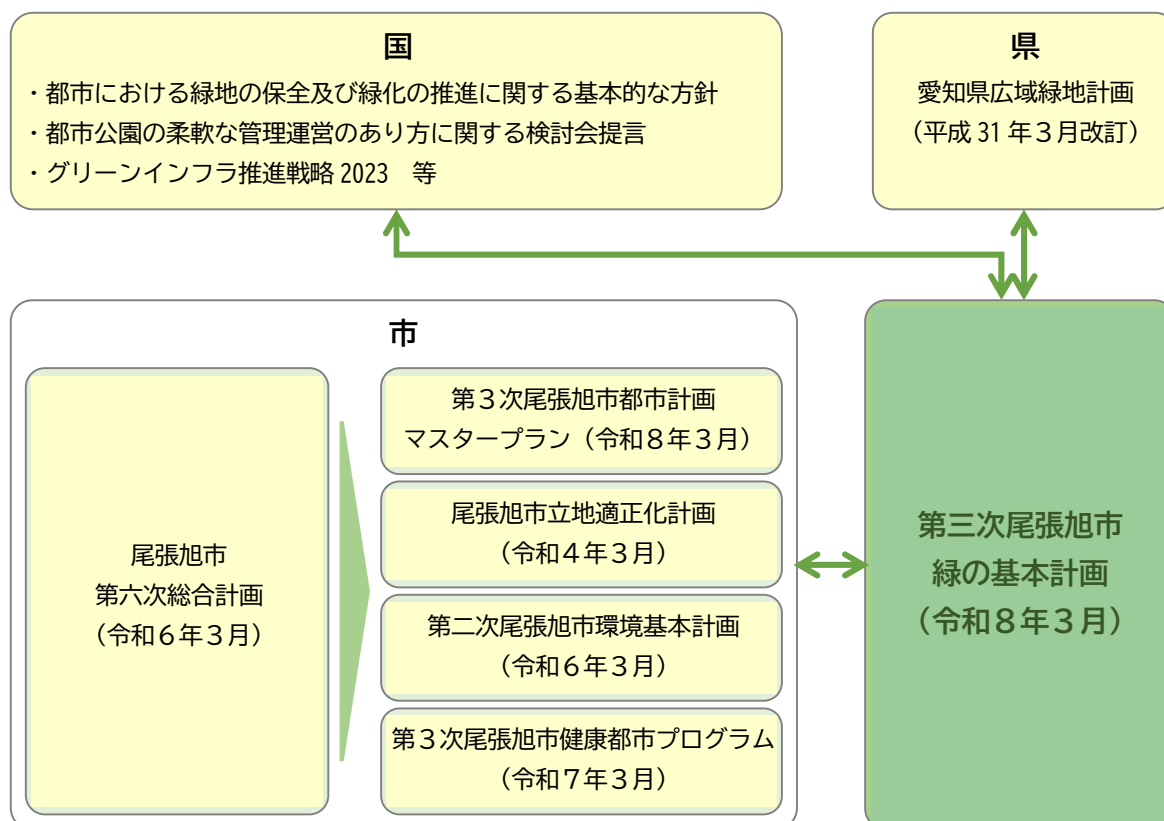 国
・都市における緑地の保全及び緑化の推進に関する基本的な方針
・都市公園の柔軟な管理運営のあり方に関する検討会提言
・グリーンインフラ推進戦略 2023　等
県
愛知県広域緑地計画
（平成 31 年３月改訂）
市
尾張旭市
第六次総合計画
（令和６年３月）
第３次尾張旭市都市計画
マスタープラン（令和８年３月）
尾張旭市立地適正化計画
（令和４年３月）
第二次尾張旭市環境基本計画
（令和６年３月）
第３次尾張旭市健康都市プログラム
（令和７年３月）
第三次尾張旭市
緑の基本計画
（令和８年３月）